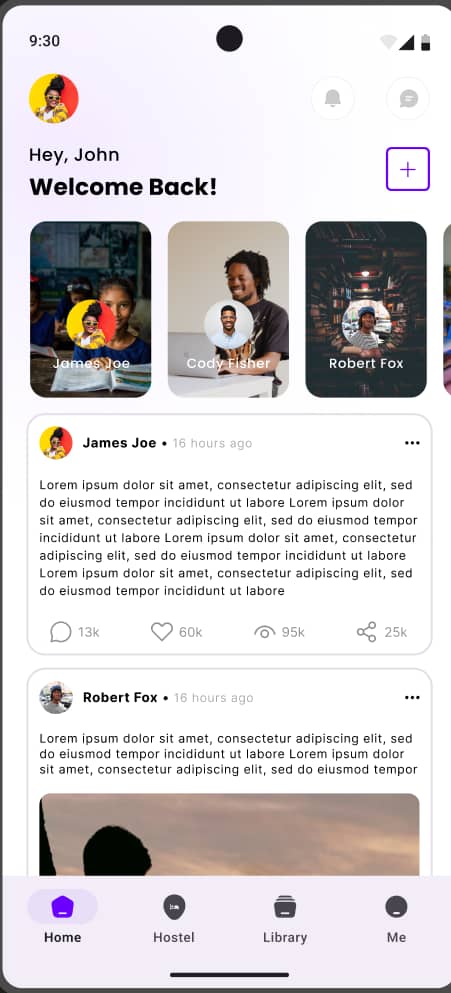 9:30
Hey, John
Welcome Back!
James Joe
Cody Fisher
Robert Fox
James Joe • 16 hours ago
Lorem ipsum dolor sit amet, consectetur adipiscing elit, sed
do eiusmod tempor incididunt ut labore Lorem ipsum dolor
sit amet, consectetur adipiscing elit, sed do eiusmod tempor
incididunt ut labore Lorem ipsum dolor sit amet, consectetur
adipiscing elit, sed do eiusmod tempor incididunt ut labore
Lorem ipsum dolor sit amet, consectetur adipiscing elit, sed
do eiusmod tempor incididunt ut labore
13k
60k
95k
25k
Robert Fox • 16 hours ago
Lorem ipsum dolor sit amet, consectetur adipiscing elit, sed
do eiusmod tempor incididunt ut labore Lorem ipsum dolor
sit amet, consectetur adipiscing elit, sed do eiusmod tempor
Home
Hostel
Library
Me